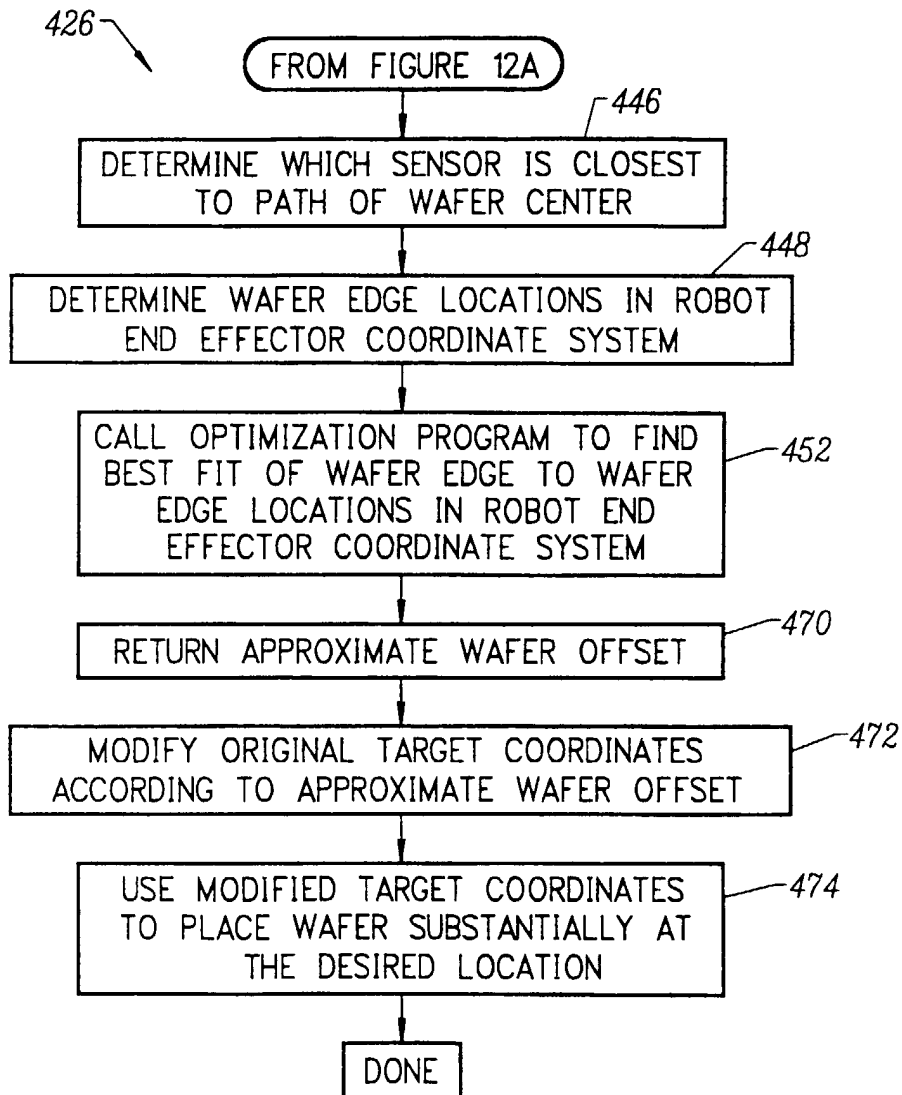 426
FROM FIGURE 12A
446
DETERMINE WHICH SENSOR IS CLOSEST
TO PATH OF WAFER CENTER
448
DETERMINE WAFER EDGE LOCATIONS IN ROBOT
END EFFECTOR COORDINATE SYSTEM
CALL OPTIMIZATION PROGRAM TO FIND
BEST FIT OF WAFER EDGE TO WAFER
EDGE LOCATIONS IN ROBOT END
EFFECTOR COORDINATE SYSTEM
452
RETURN APPROXIMATE WAFER OFFSET
470
MODIFY ORIGINAL TARGET COORDINATES
ACCORDING TO APPROXIMATE WAFER OFFSET
472
USE MODIFIED TARGET COORDINATES
TO PLACE WAFER SUBSTANTIALLY AT
THE DESIRED LOCATION
474
DONE